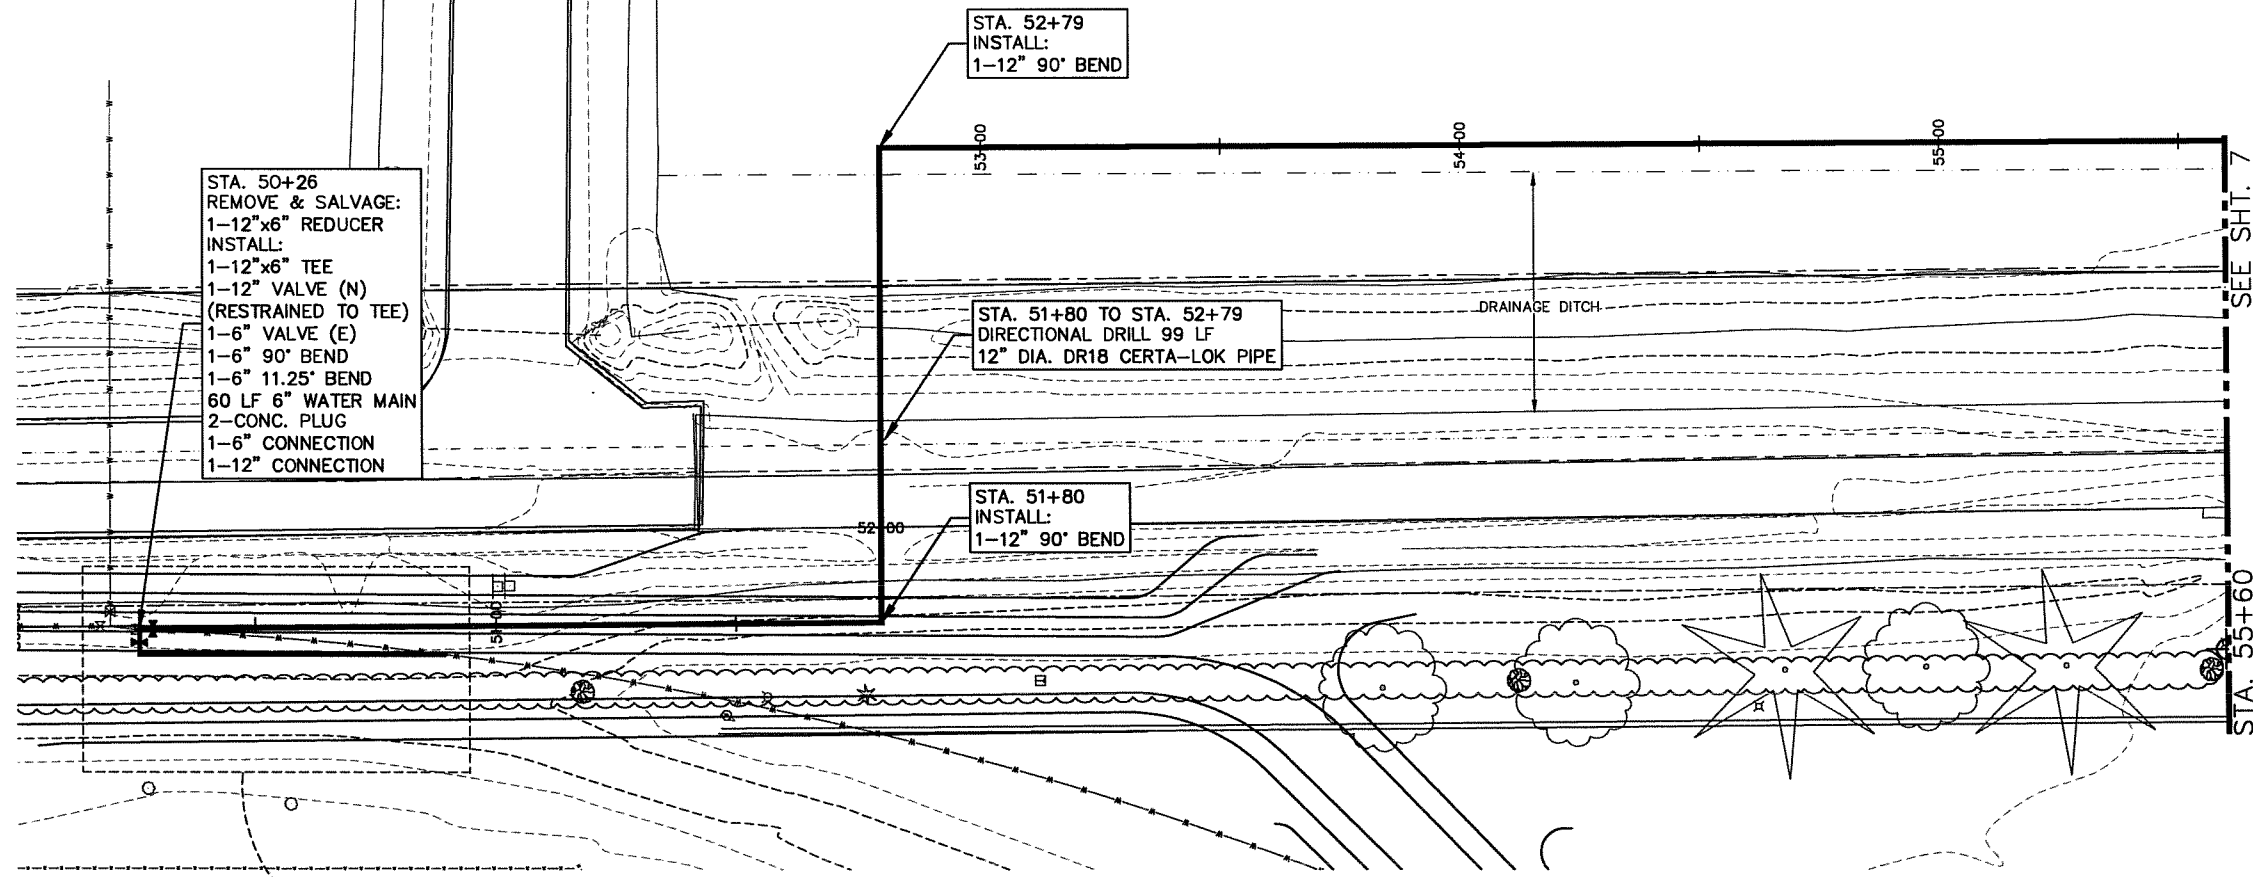 STA. 52+79
INSTALL:
1-12" 90° BEND
53+00
54+00
55+00
SEE SHT. 7
STA. 50+26
REMOVE & SALVAGE:
1-12"x6" REDUCER
INSTALL:
1-12"x6" TEE
1-12" VALVE (N)
(RESTRAINED TO TEE)
1-6" VALVE (E)
1-6" 90° BEND
1-6" 11.25° BEND
60 LF 6" WATER MAIN
2-CONC. PLUG
1-6" CONNECTION
1-12" CONNECTION
STA. 51+80 TO STA. 52+79
DIRECTIONAL DRILL 99 LF
12" DIA. DR18 CERTA-LOK PIPE
DRAINAGE DITCH
STA. 51+80
INSTALL:
1-12" 90° BEND
52+00
51+00
STA. 55+60